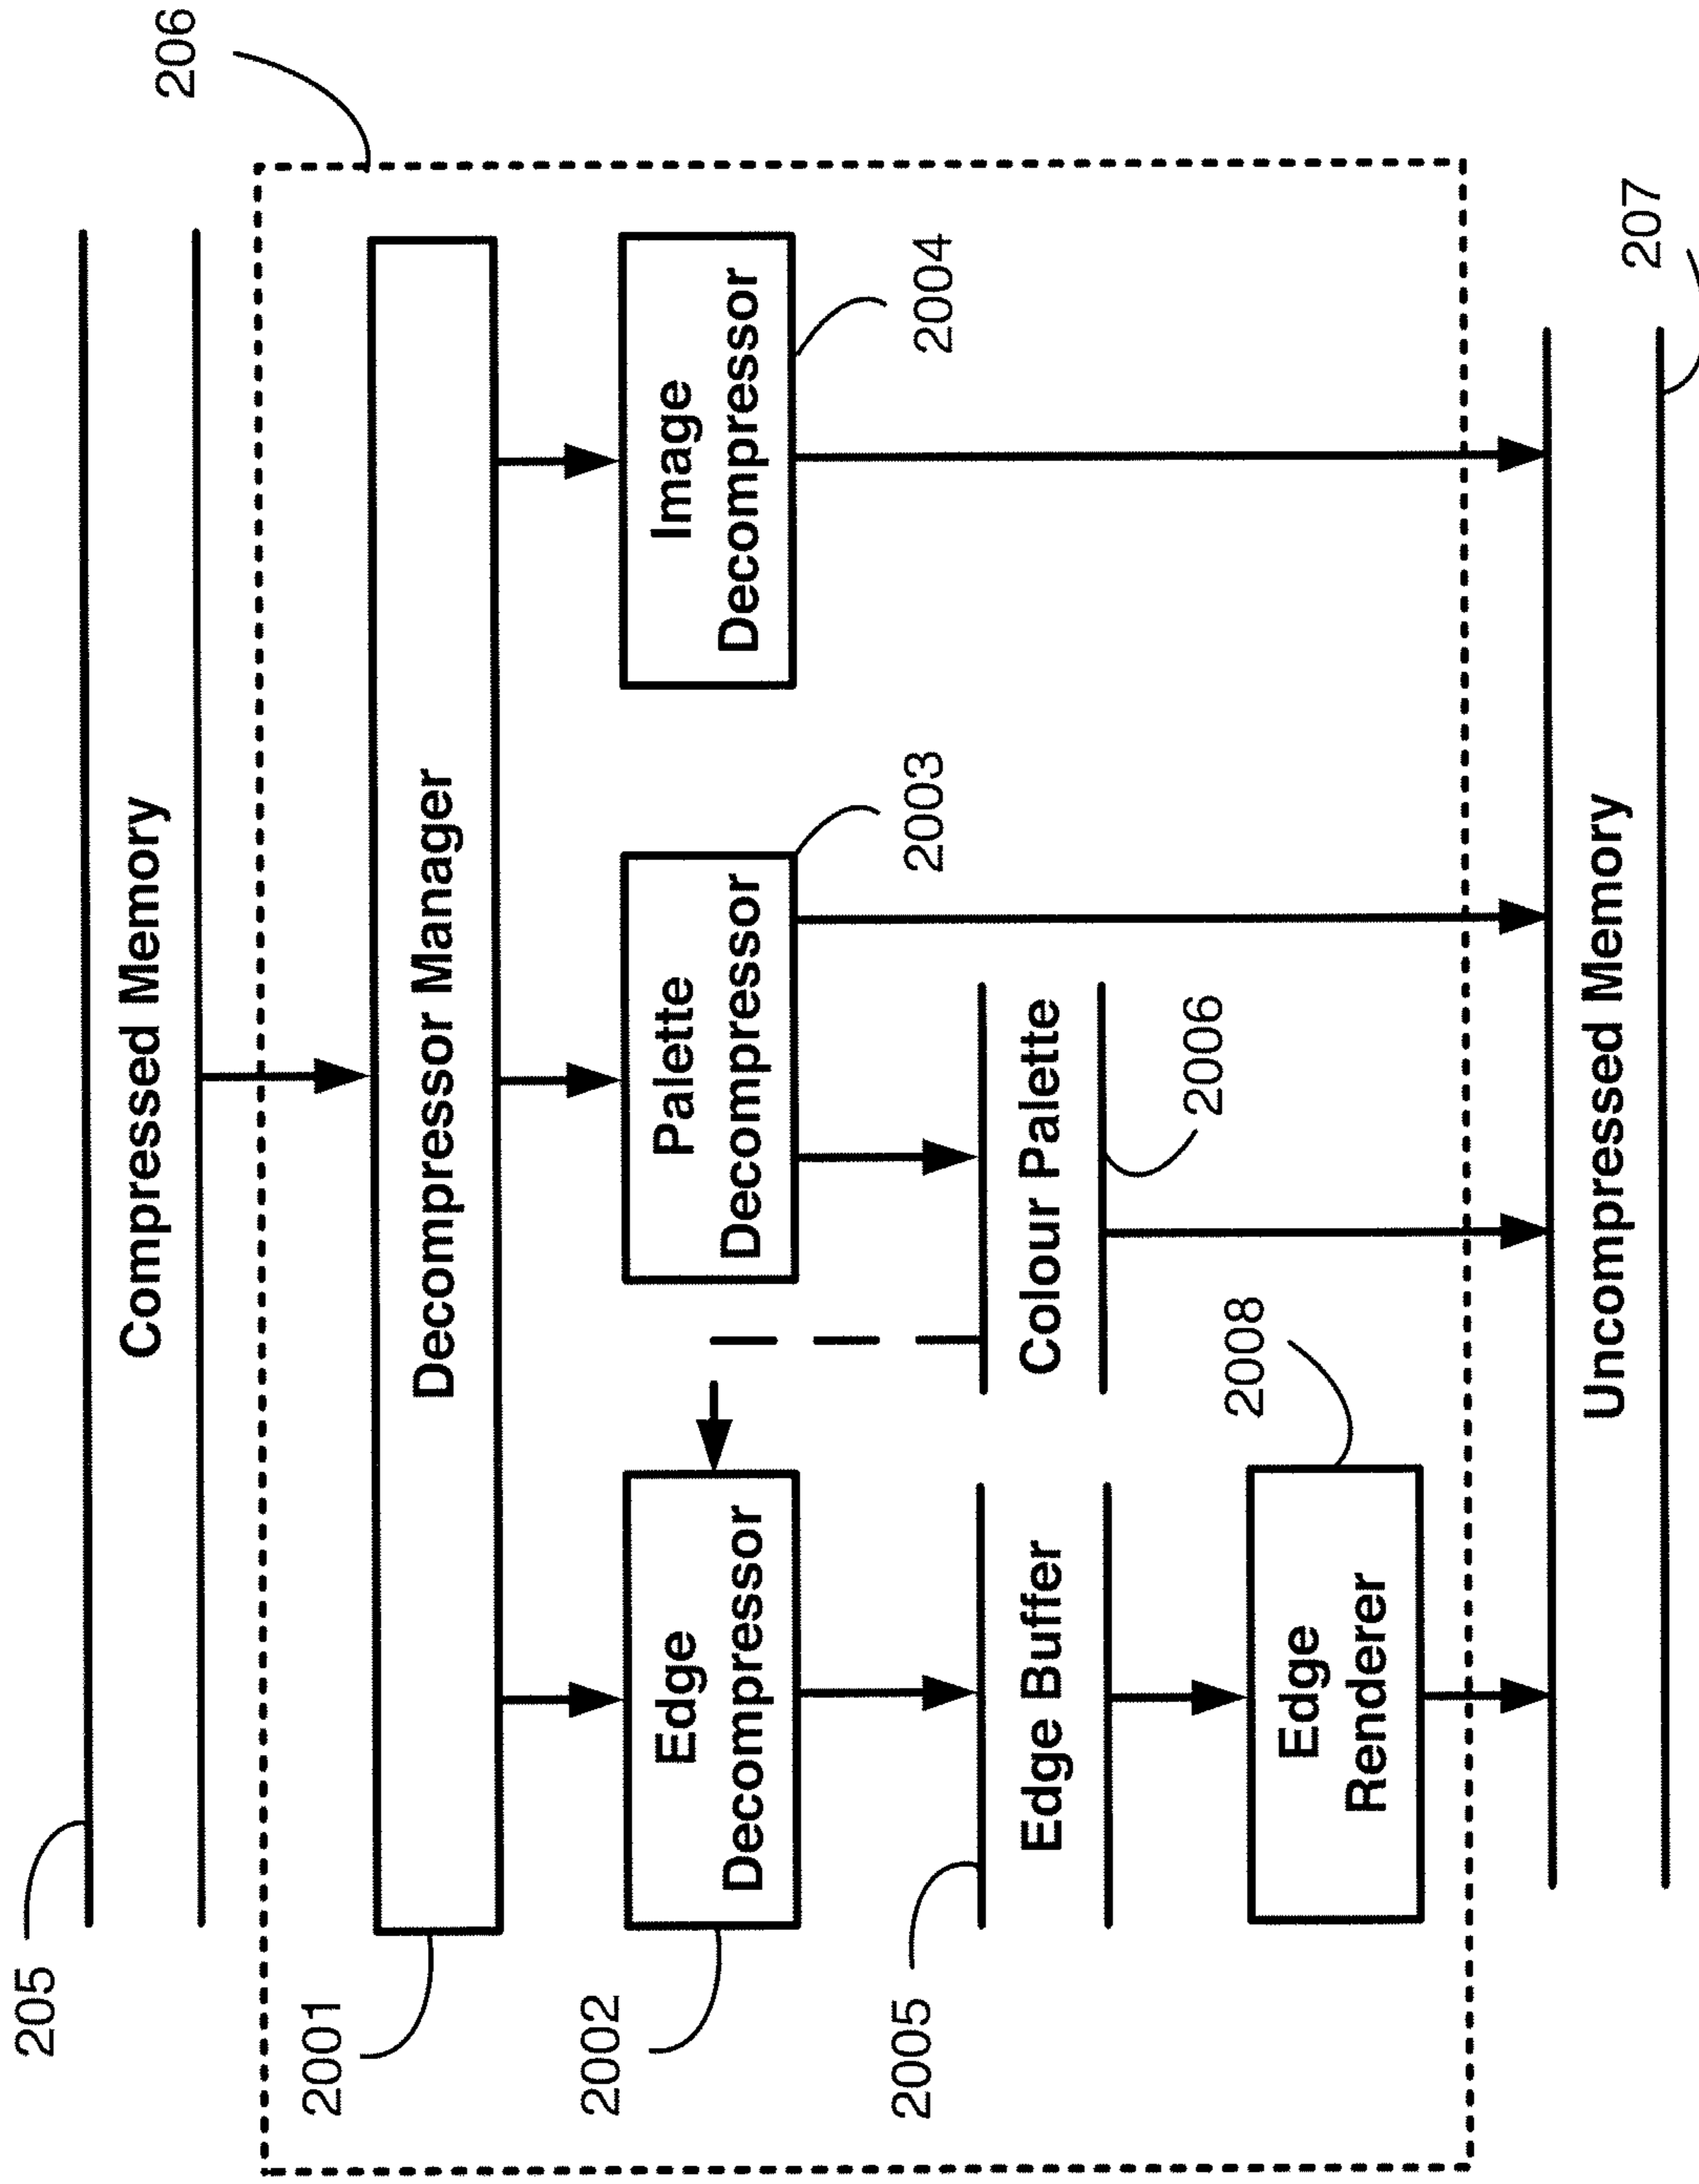 206
205
Compressed Memory
2001
Decompressor Manager
2002
Edge
Decompressor
Palette
Decompressor
2003
Image
Decompressor
2004
2005
Edge Buffer
Colour Palette
2006
Edge
Renderer
2008
Uncompressed Memory
207